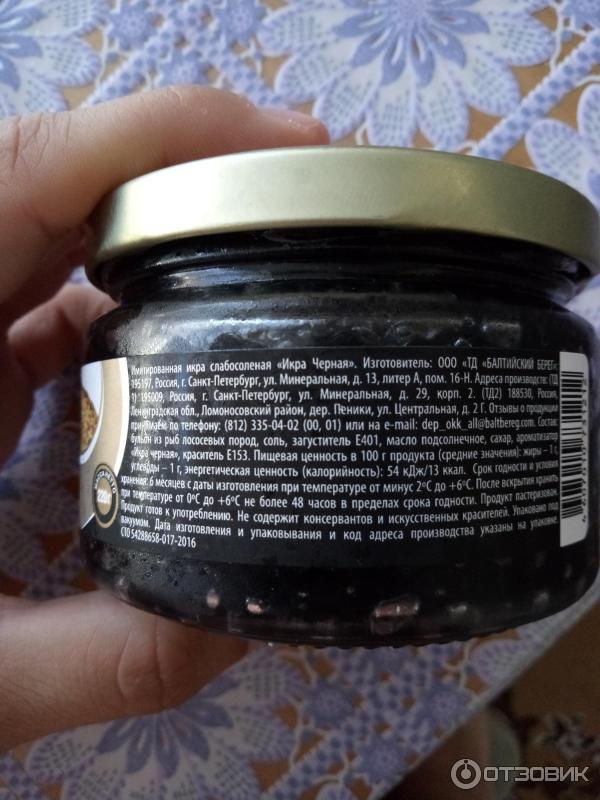 Имитированная икра слабосоленая «Икра Черная». Изготовитель: ООО «ТД «БАЛТИЙСКИЙ БЕРЕГ»:
195197, Россия, г. Санкт-Петербург, ул. Минеральная, д. 13, литер А, пом. 16-Н. Адреса производств: (ТД
1) 195009, Россия, г. Санкт-Петербург, ул. Минеральная, д. 29, корп. 2. (ТД2) 188530, Россия,
Ленинградская обл., Ломоносовский район, дер. Пеники, ул. Центральная, д. 2 Г. Отзывы о продукции
принимаем по телефону: (812) 335-04-02 (00, 01) или на e-mail: dep_okk_all@baltbereg.com. Состав:
бульон из рыб лососевых пород, соль, загуститель Е401, масло подсолнечное, сахар, ароматизатор
«Икра черная», краситель Е153. Пищевая ценность в 100 г продукта (средние значения): жиры – 1 г,
углеводы – 1 г, энергетическая ценность (калорийность): 54 кДж/13 ккал. Срок годности и условия
хранения: 6 месяцев с даты изготовления при температуре от минус 2ºС до +6ºС. После вскрытия хранить
при температуре от 0ºС до +6ºС не более 48 часов в пределах срока годности. Продукт пастеризован.
Продукт готов к употреблению. Не содержит консервантов и искусственных красителей. Упаковано под
вакуумом. Дата изготовления и упаковывания и код адреса производства указаны на упаковке.
СТО 54288658-017-2016
220 г
ОТЗОВИК